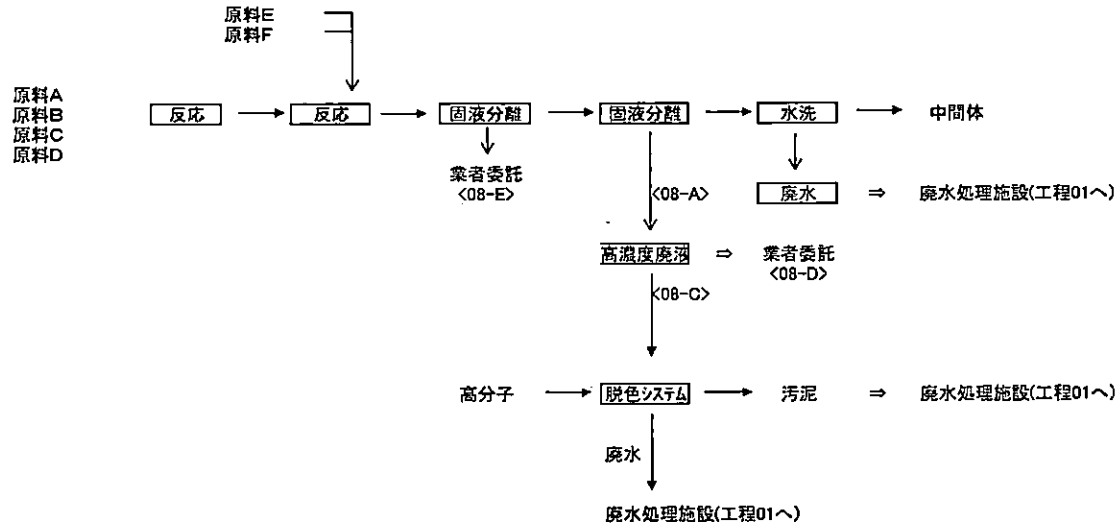 原料E
原料F
原料A
原料B
原料C
原料D
反応
反応
固液分離
固液分離
水洗
中間体
業者委託
<08-E>
<08-A>
廃水
⇒
廃水処理施設(工程01へ)
高濃度廃液
⇒
業者委託
<08-D>
<08-C>
高分子
脱色システム
汚泥
⇒
廃水処理施設(工程01へ)
廃水
廃水処理施設(工程01へ)